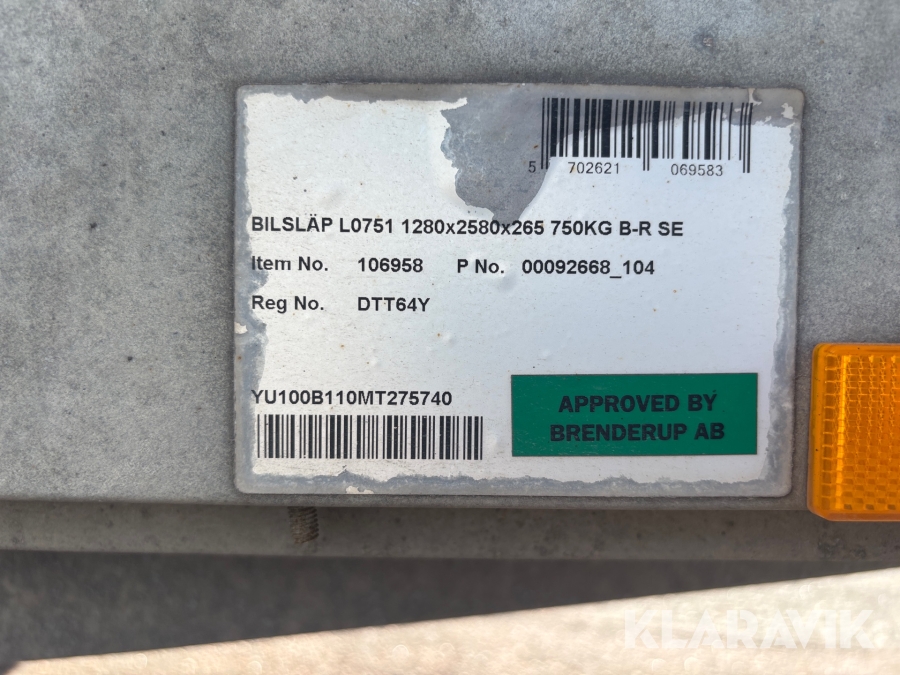 5 702621 069583
BILSLÄP L0751 1280x2580x265 750KG B-R SE
Item No. 106958 P No. 00092668_104
Reg No. DTT64Y
YU100B110MT275740
APPROVED BY
BRENDERUP AB
KLARAVIK